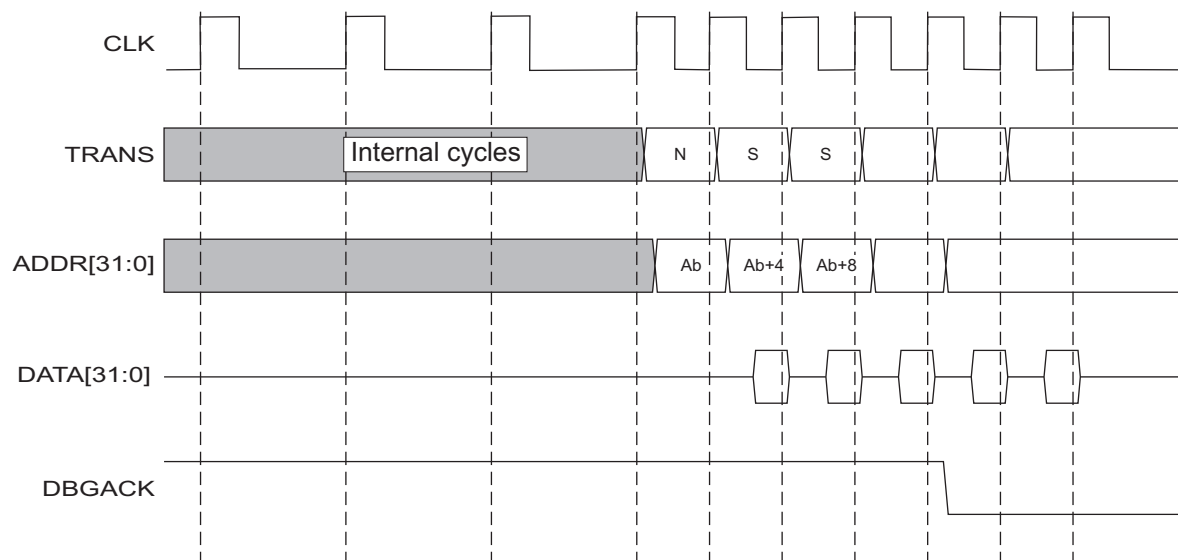 CLK
TRANS
Internal cycles
N
S
S
ADDR[31:0]
Ab
Ab+4
Ab+8
DATA[31:0]
DBGACK